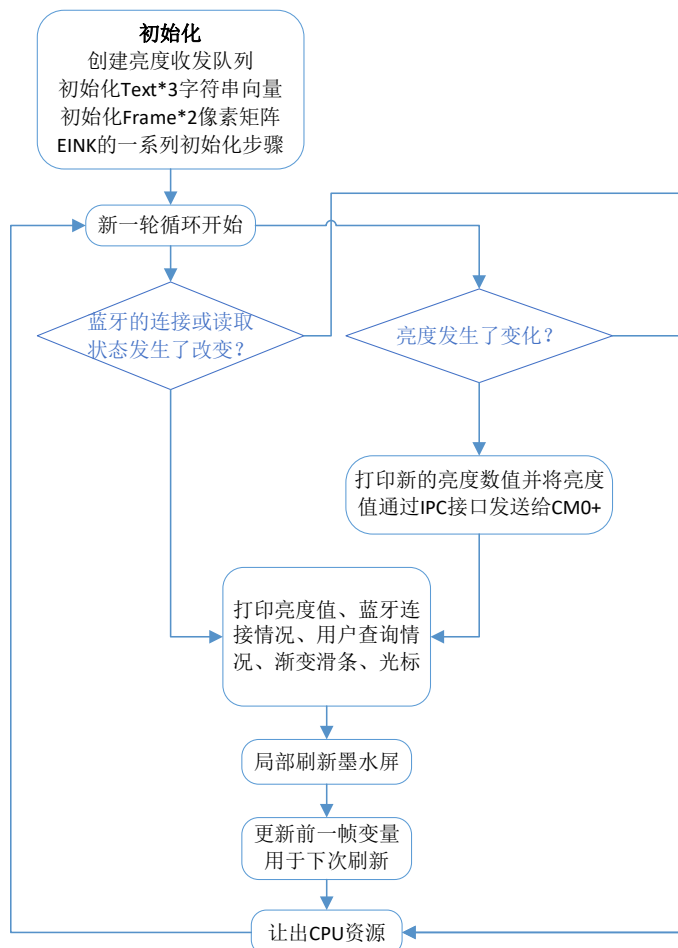 初始化
创建亮度收发队列
初始化Text*3字符串向量
初始化Frame*2像素矩阵
EINK的一系列初始化步骤
新一轮循环开始
蓝牙的连接或读取
状态发生了改变?
亮度发生了变化?
打印新的亮度数值并将亮度
值通过IPC接口发送给CM0+
打印亮度值、蓝牙连
接情况、用户查询情
况、渐变滑条、光标
局部刷新墨水屏
更新前一帧变量
用于下次刷新
让出CPU资源